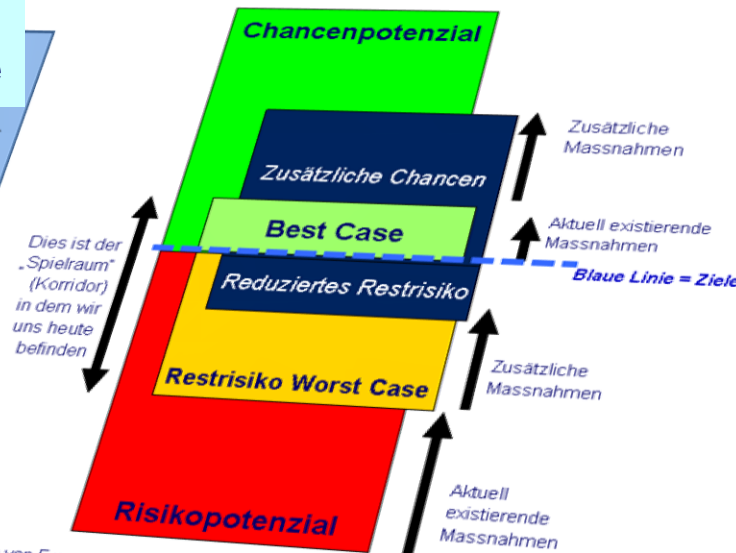 Chancenpotenzial
Zusätzliche
Massnahmen
Zusätzliche Chancen
Best Case
Aktuell existierende
Massnahmen
Dies ist der
„Spielraum“
(Korridor)
in dem wir
uns heute
befinden
Blaue Linie = Ziele
Reduziertes Restrisiko
Restrisiko Worst Case
Zusätzliche
Massnahmen
Risikopotenzial
Aktuell
existierende
Massnahmen